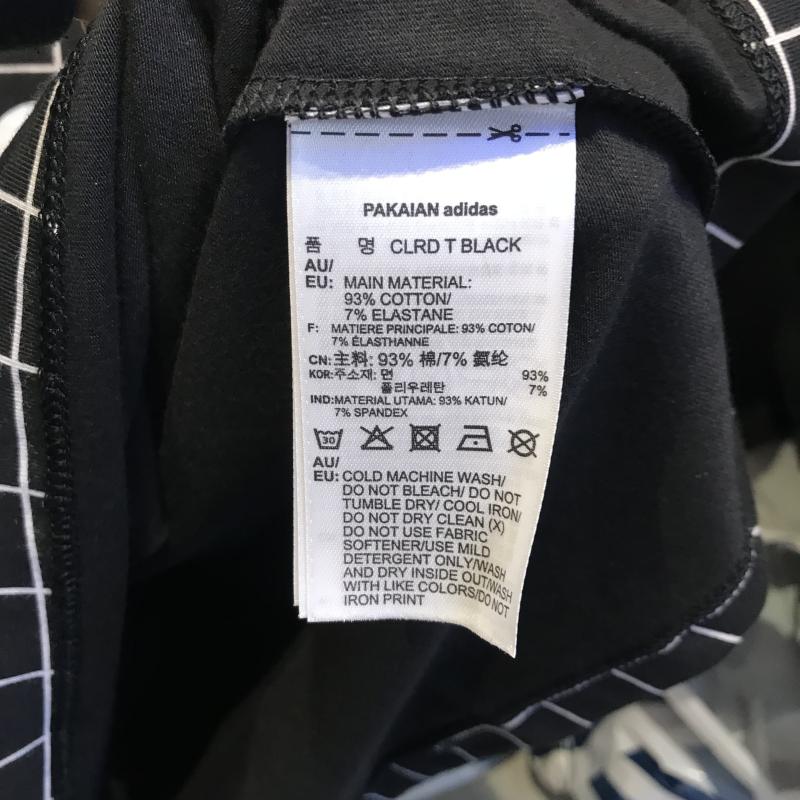 PAKAIAN adidas
품 명 CLRD T BLACK
AU/
EU: MAIN MATERIAL:
93% COTTON/
7% ELASTANE
F: MATIERE PRINCIPALE: 93% COTON/
7% ÉLASTHANNE
CN:主料: 93% 棉/7% 氨纶
KOR:주소재: 면 93%
폴리우레탄 7%
IND:MATERIAL UTAMA: 93% KATUN/
7% SPANDEX
30
AU/
EU: COLD MACHINE WASH/
DO NOT BLEACH/ DO NOT
TUMBLE DRY/ COOL IRON/
DO NOT DRY CLEAN (X)
DO NOT USE FABRIC
SOFTENER/USE MILD
DETERGENT ONLY/WASH
AND DRY INSIDE OUT/WASH
WITH LIKE COLORS/DO NOT
IRON PRINT